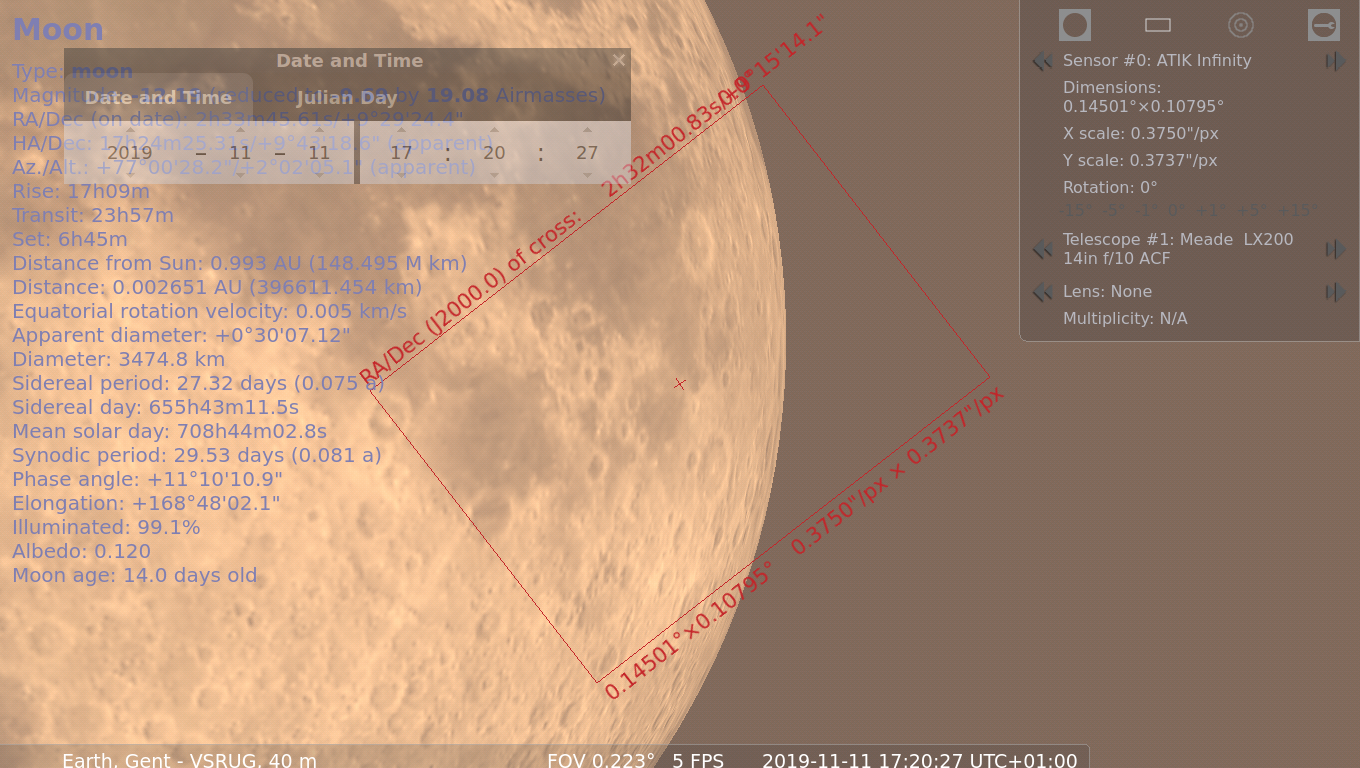 Moon
Date and Time
×
Type: moon
Date and Time
Julian Day
Magnitude: (reduced by by 19.08 Airmasses)
RA/Dec (on date): 2h33m45.61s/+9°29'24.4"
HA/Dec: 17h24m25.31s/+9°43'18.6" (apparent)
2019 – 11 – 11 17 : 20 : 27
Az./Alt.: +77°00'28.2"/+2°02'05.1" (apparent)
Rise: 17h09m
Transit: 23h57m
Set: 6h45m
Distance from Sun: 0.993 AU (148.495 M km)
Distance: 0.002651 AU (396611.454 km)
Equatorial rotation velocity: 0.005 km/s
Apparent diameter: +0°30'07.12"
Diameter: 3474.8 km
Sidereal period: 27.32 days (0.075 a)
Sidereal day: 655h43m11.5s
Mean solar day: 708h44m02.8s
Synodic period: 29.53 days (0.081 a)
Phase angle: +11°10'10.9"
Elongation: +168°48'02.1"
Illuminated: 99.1%
Albedo: 0.120
Moon age: 14.0 days old
RA/Dec (J2000.0) of cross: 2h32m00.83s/+9°15'14.1"
0.14501°×0.10795° 0.3750"/px × 0.3737"/px
Sensor #0: ATIK Infinity
Dimensions:
0.14501°×0.10795°
X scale: 0.3750"/px
Y scale: 0.3737"/px
Rotation: 0°
-15° -5° -1° 0° +1° +5° +15°
Telescope #1: Meade LX200
14in f/10 ACF
Lens: None
Multiplicity: N/A
Earth, Gent - VSRUG, 40 m FOV 0.223° 5 FPS 2019-11-11 17:20:27 UTC+01:00